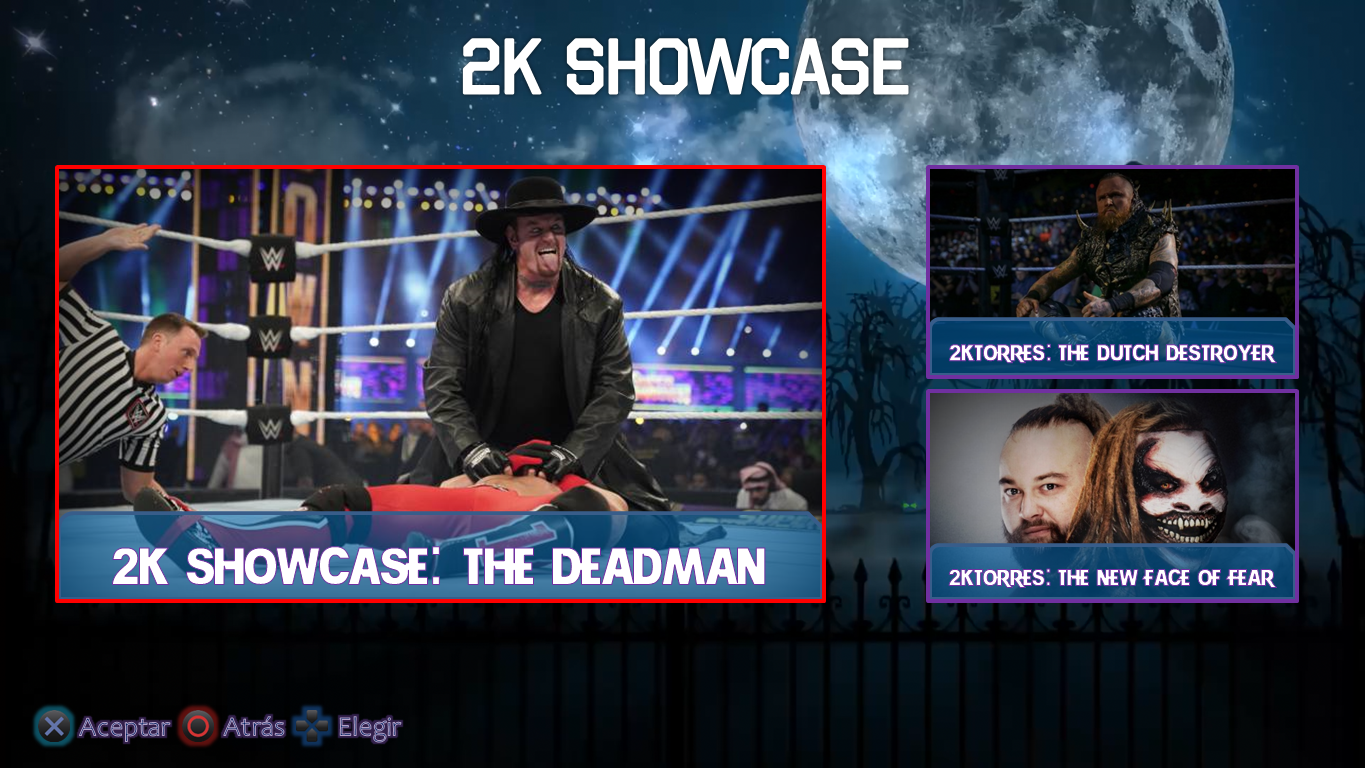 2K SHOWCASE
W
W
W
2K SHOWCASE: THE DEADMAN
2KTORRES: THE DUTCH DESTROYER
2KTORRES: THE NEW FACE OF FEAR
Aceptar Atrás Elegir